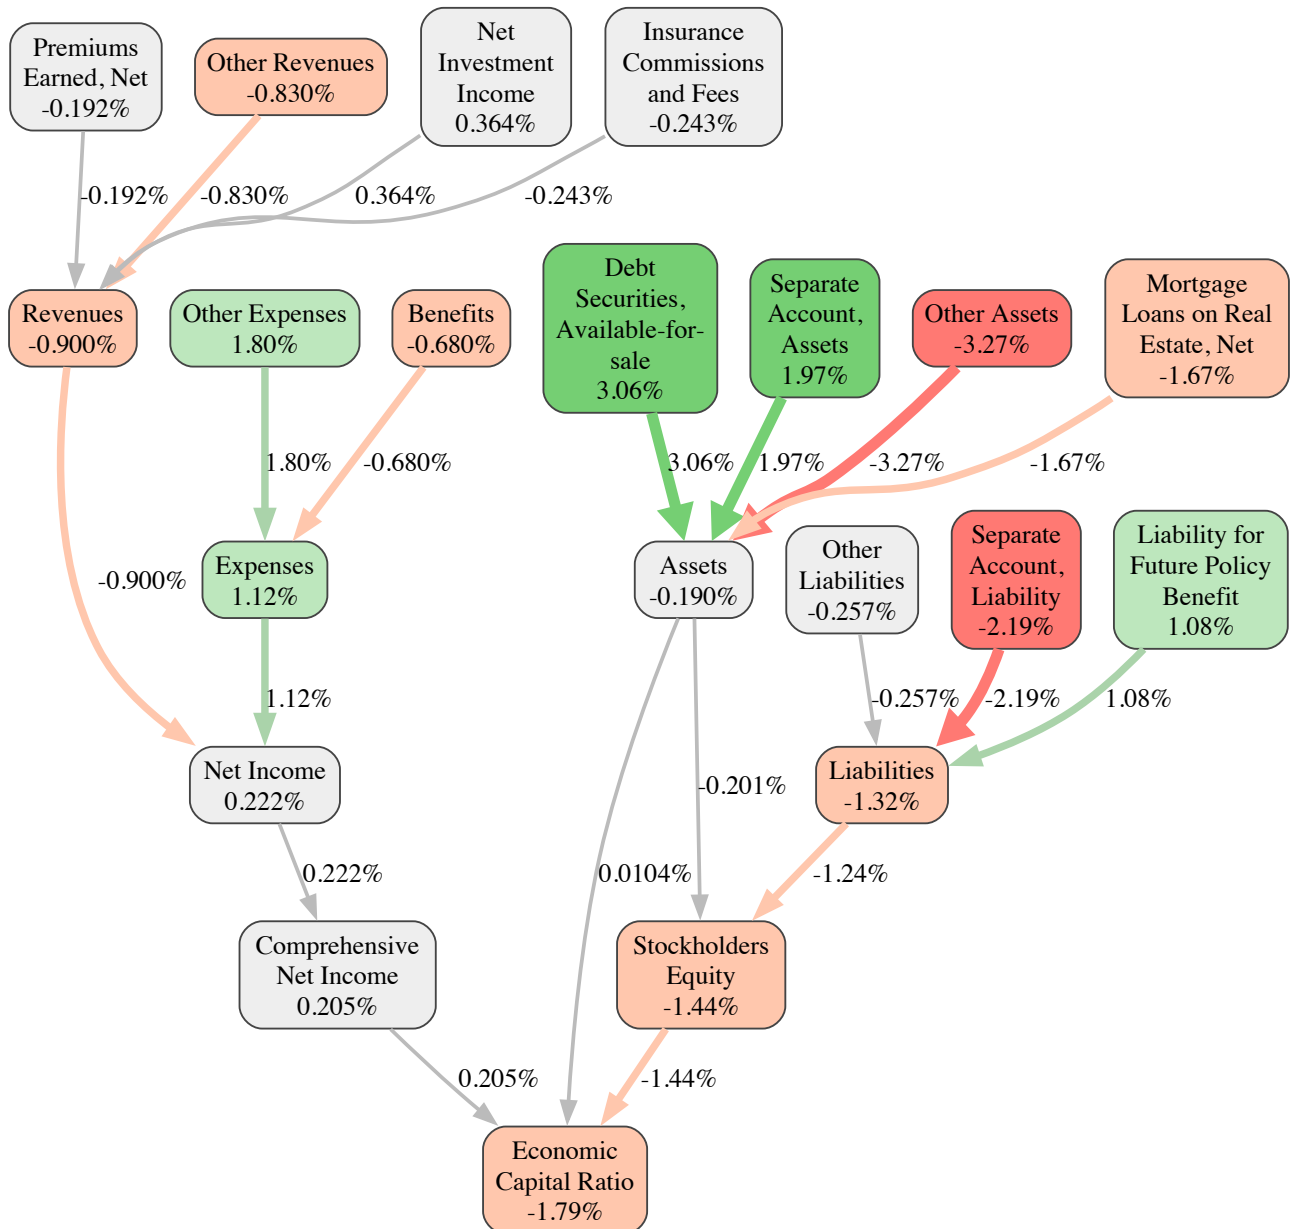 Premiums
Earned, Net
-0.192%
Other Revenues
-0.830%
Net
Investment
Income
0.364%
Insurance
Commissions
and Fees
-0.243%
-0.192%
-0.830%
0.364%
-0.243%
Revenues
-0.900%
Other Expenses
1.80%
Benefits
-0.680%
Debt
Securities,
Available-for-
sale
3.06%
Separate
Account,
Assets
1.97%
Other Assets
-3.27%
Mortgage
Loans on Real
Estate, Net
-1.67%
1.80%
-0.680%
3.06%
1.97%
-3.27%
-1.67%
-0.900%
Expenses
1.12%
Assets
-0.190%
Other
Liabilities
-0.257%
Separate
Account,
Liability
-2.19%
Liability for
Future Policy
Benefit
1.08%
1.12%
-0.257%
-2.19%
1.08%
Net Income
0.222%
-0.201%
Liabilities
-1.32%
0.222%
0.0104%
-1.24%
Comprehensive
Net Income
0.205%
Stockholders
Equity
-1.44%
0.205%
-1.44%
Economic
Capital Ratio
-1.79%